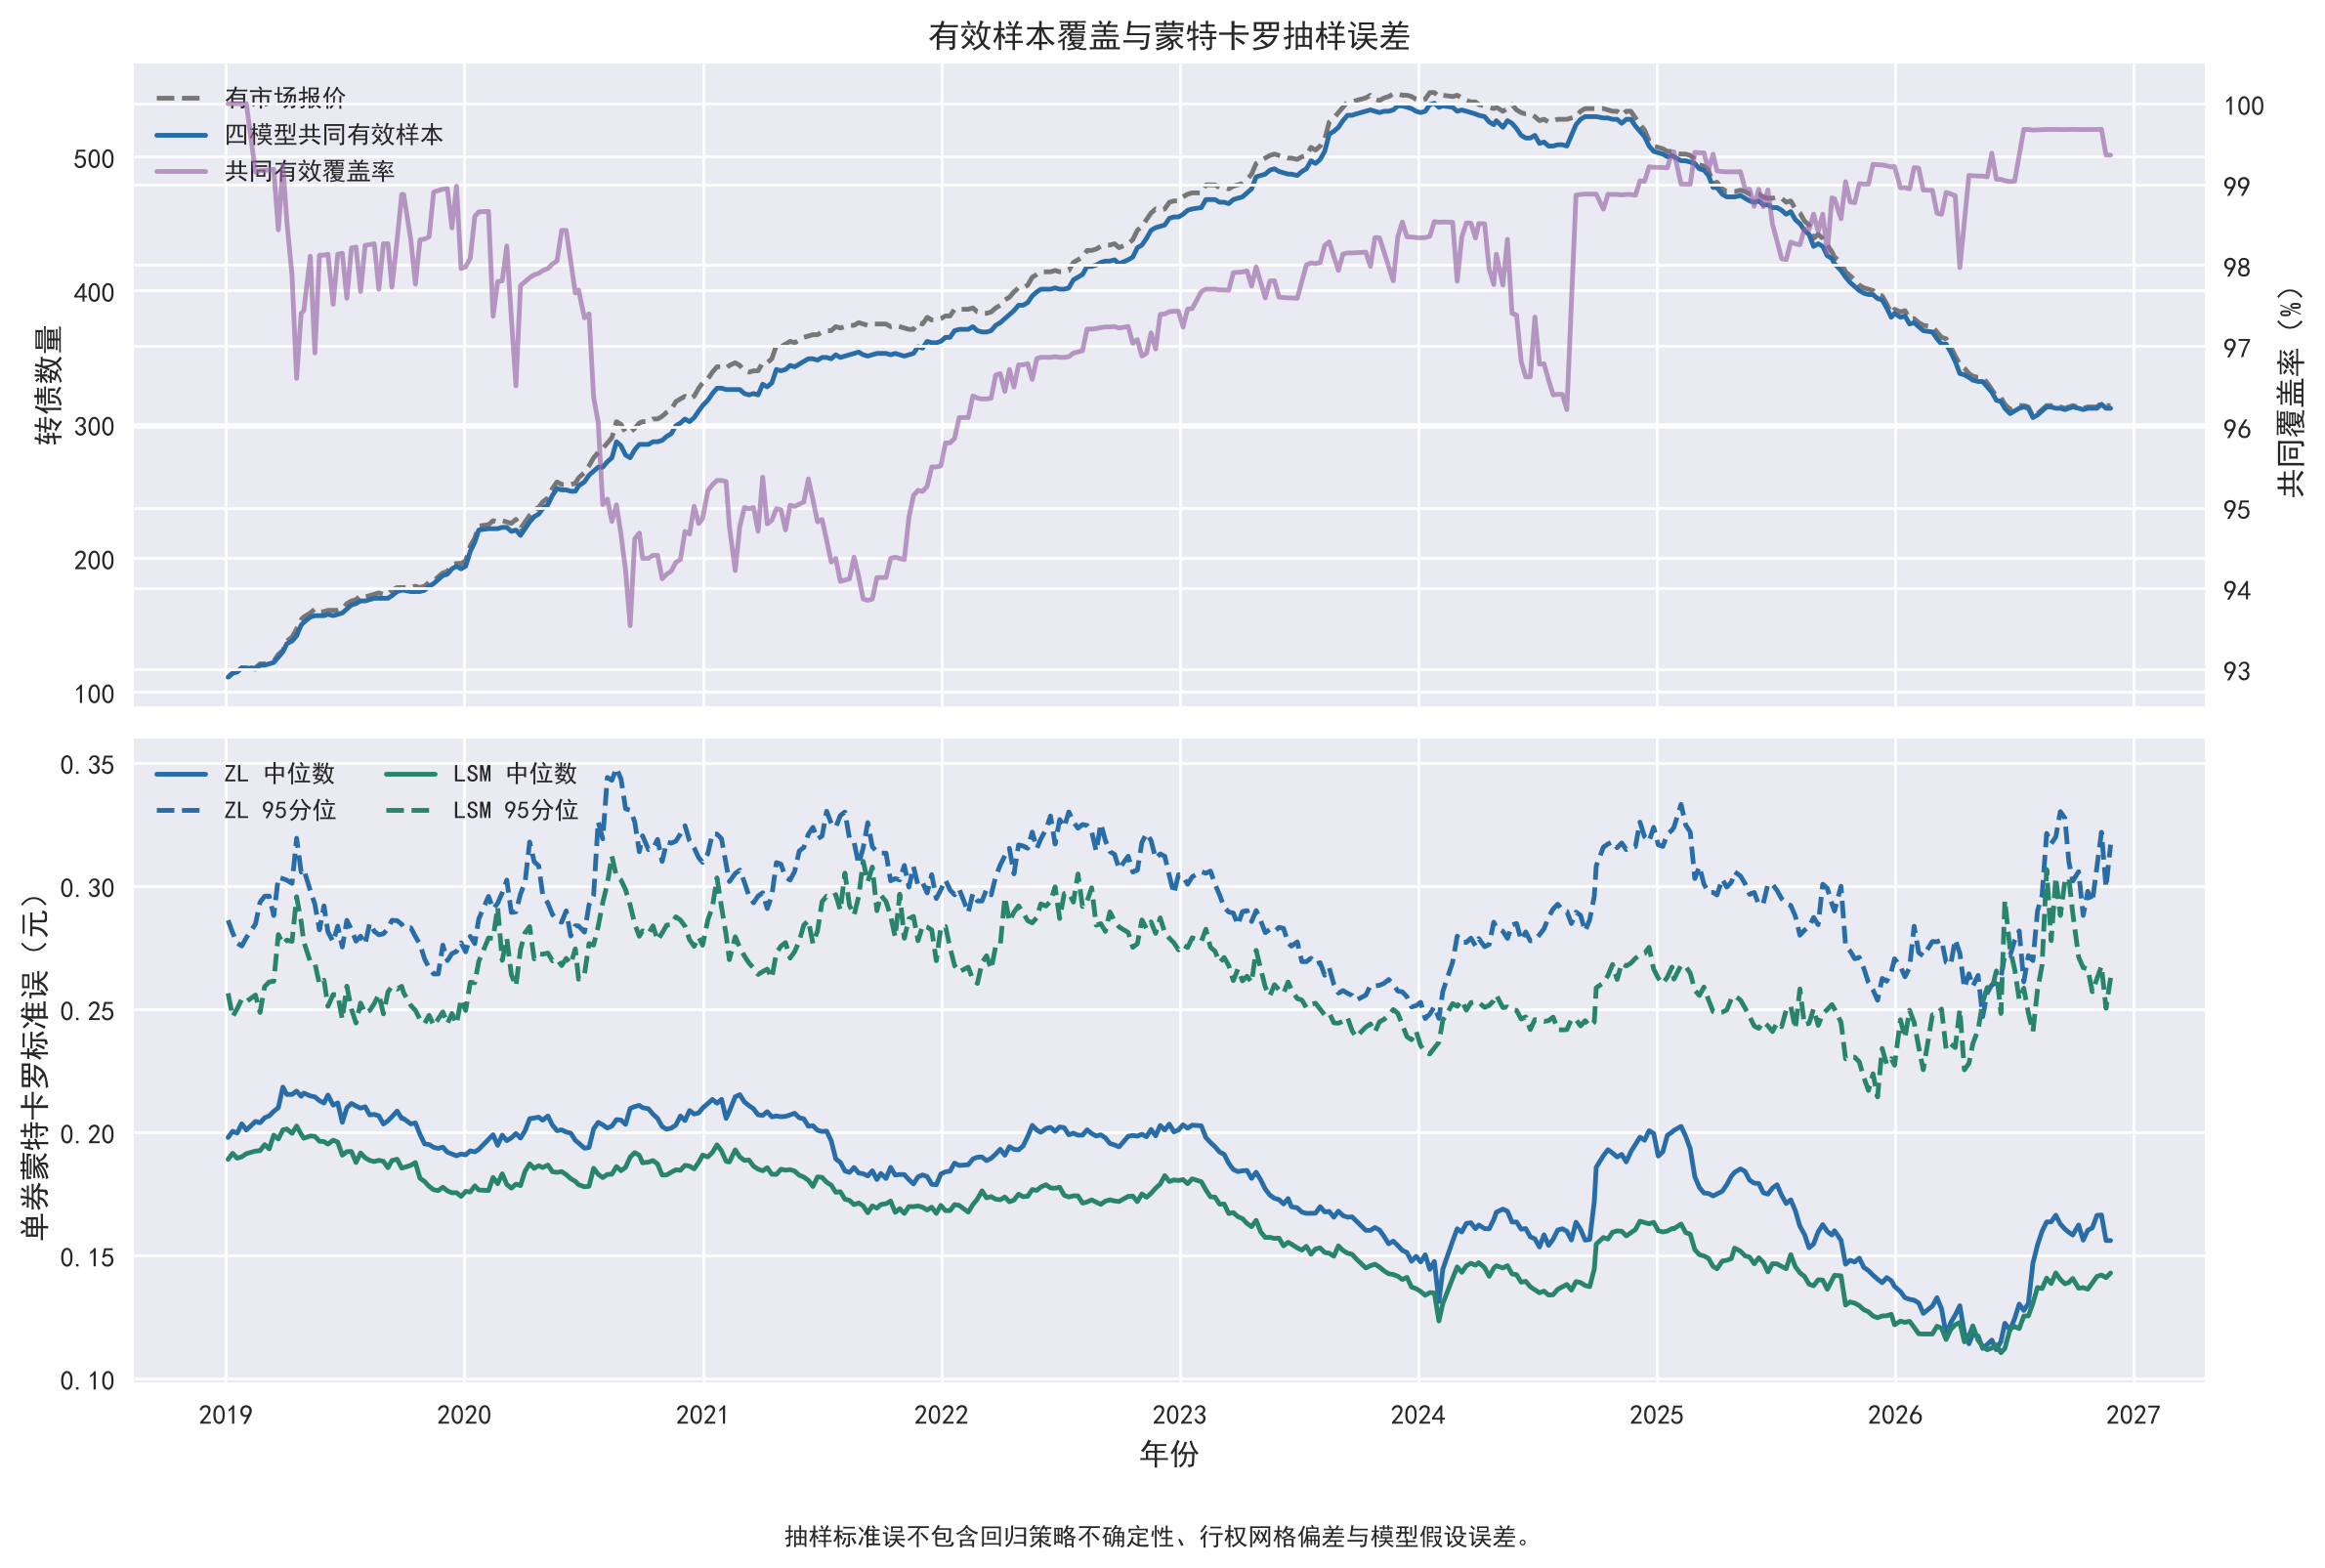 有效样本覆盖与蒙特卡罗抽样误差
有市场报价
四模型共同有效样本
共同有效覆盖率
转债数量
500
400
300
200
100
共同覆盖率（%）
100
99
98
97
96
95
94
93
ZL 中位数
ZL 95分位
LSM 中位数
LSM 95分位
单券蒙特卡罗标准误（元）
0.35
0.30
0.25
0.20
0.15
0.10
2019 2020 2021 2022 2023 2024 2025 2026 2027
年份
抽样标准误不包含回归策略不确定性、行权网格偏差与模型假设误差。